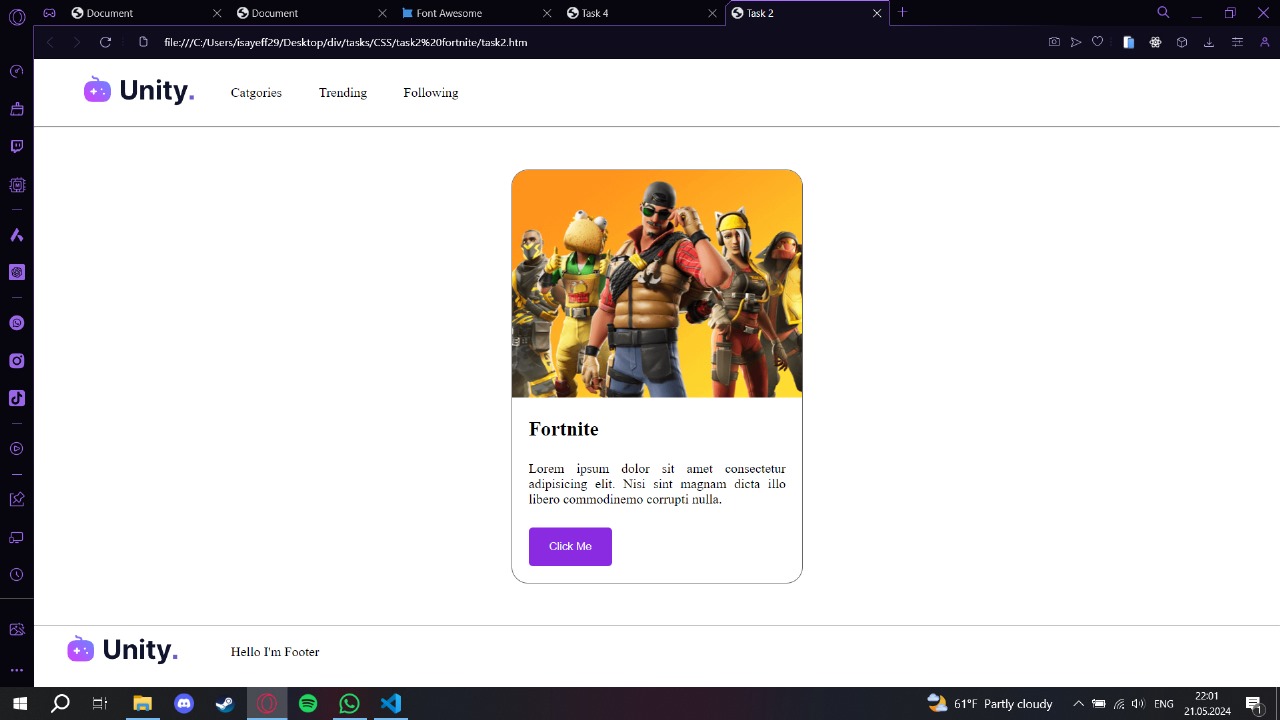 Document
Document
Font Awesome
Task 4
Task 2
file:///C:/Users/isayeff29/Desktop/div/tasks/CSS/task2%20fortnite/task2.htm
Unity.
Catgories
Trending
Following
Fortnite
Lorem ipsum dolor sit amet consectetur
adipisicing elit. Nisi sint magnam dicta illo
libero commodinemo corrupti nulla.
Click Me
Unity.
Hello I'm Footer
61°F Partly cloudy
ENG
22:01
21.05.2024
1